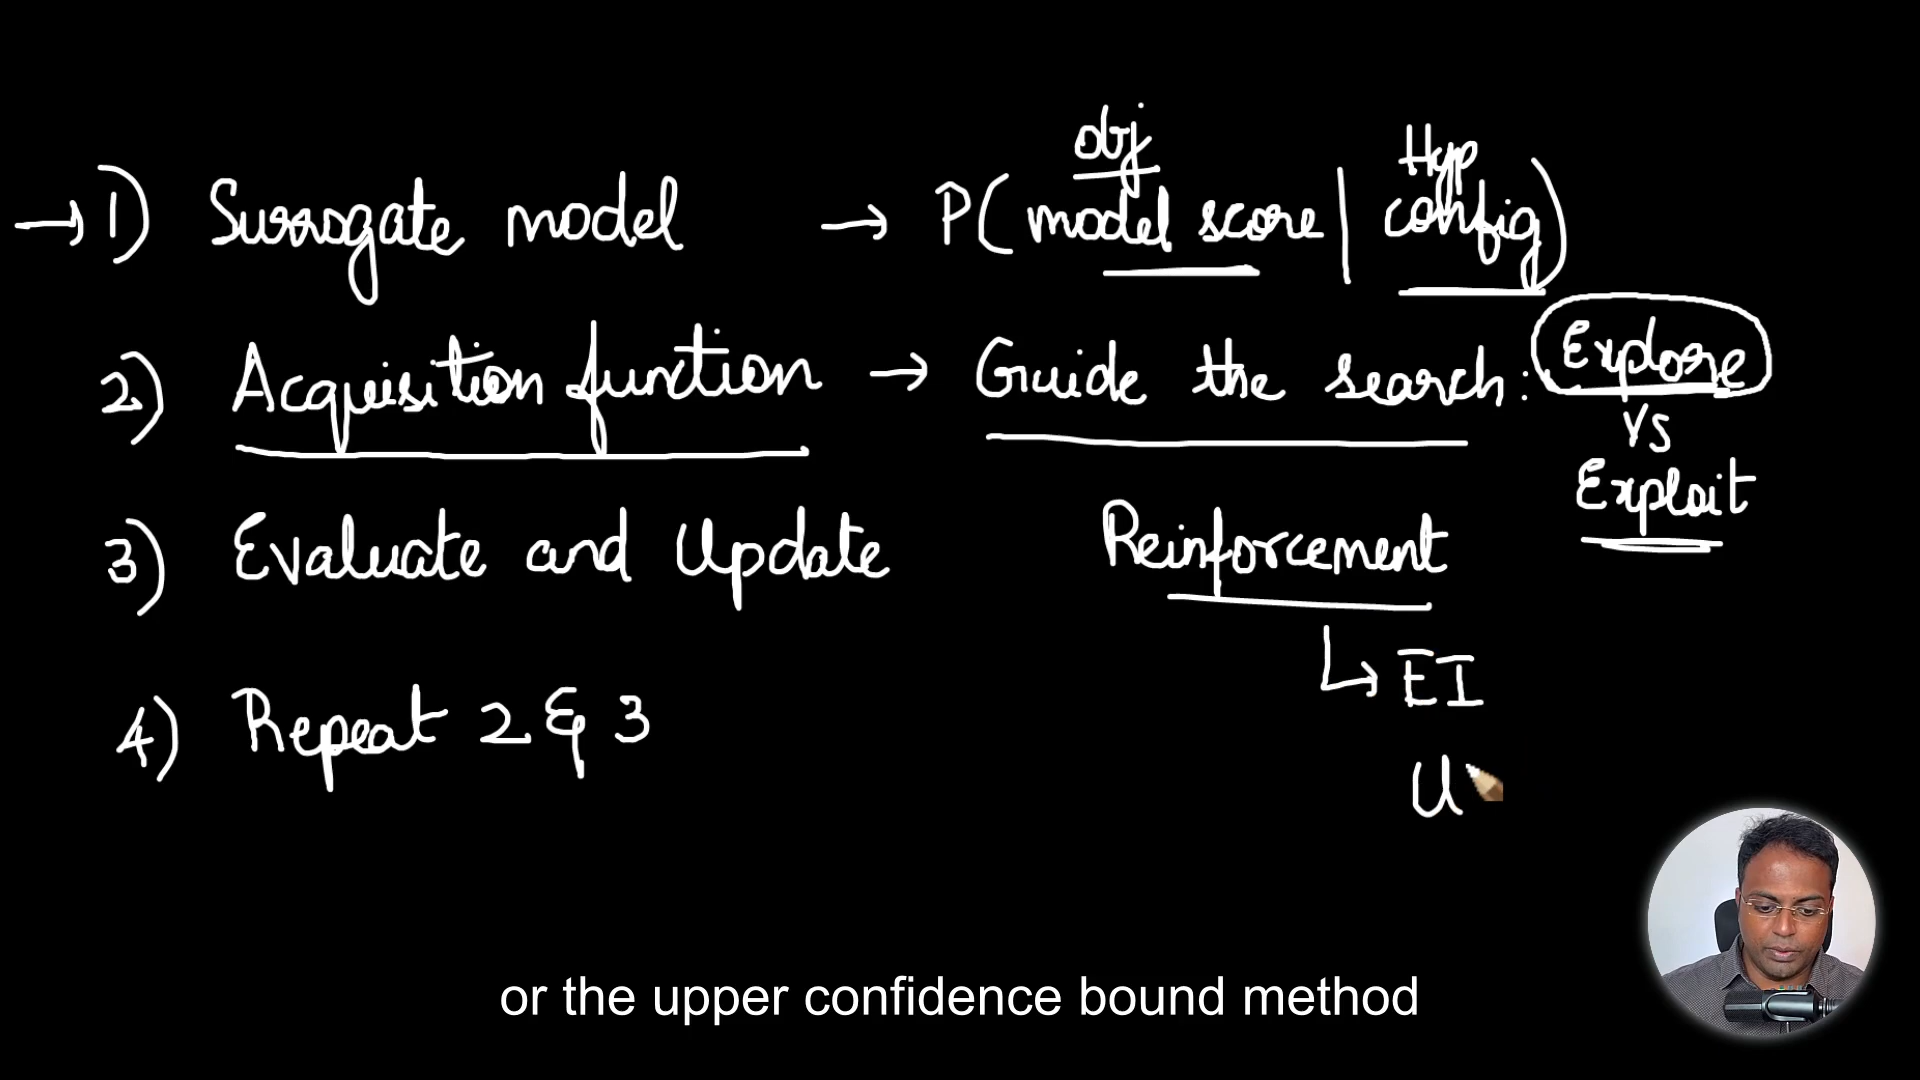 obj Hyp
→ 1) Surrogate model → P( model score | config )
2) Acquisition function → Guide the search : Explore
vs
Exploit
3) Evaluate and Update Reinforcement
↳ EI
4) Repeat 2 & 3
U
or the upper confidence bound method